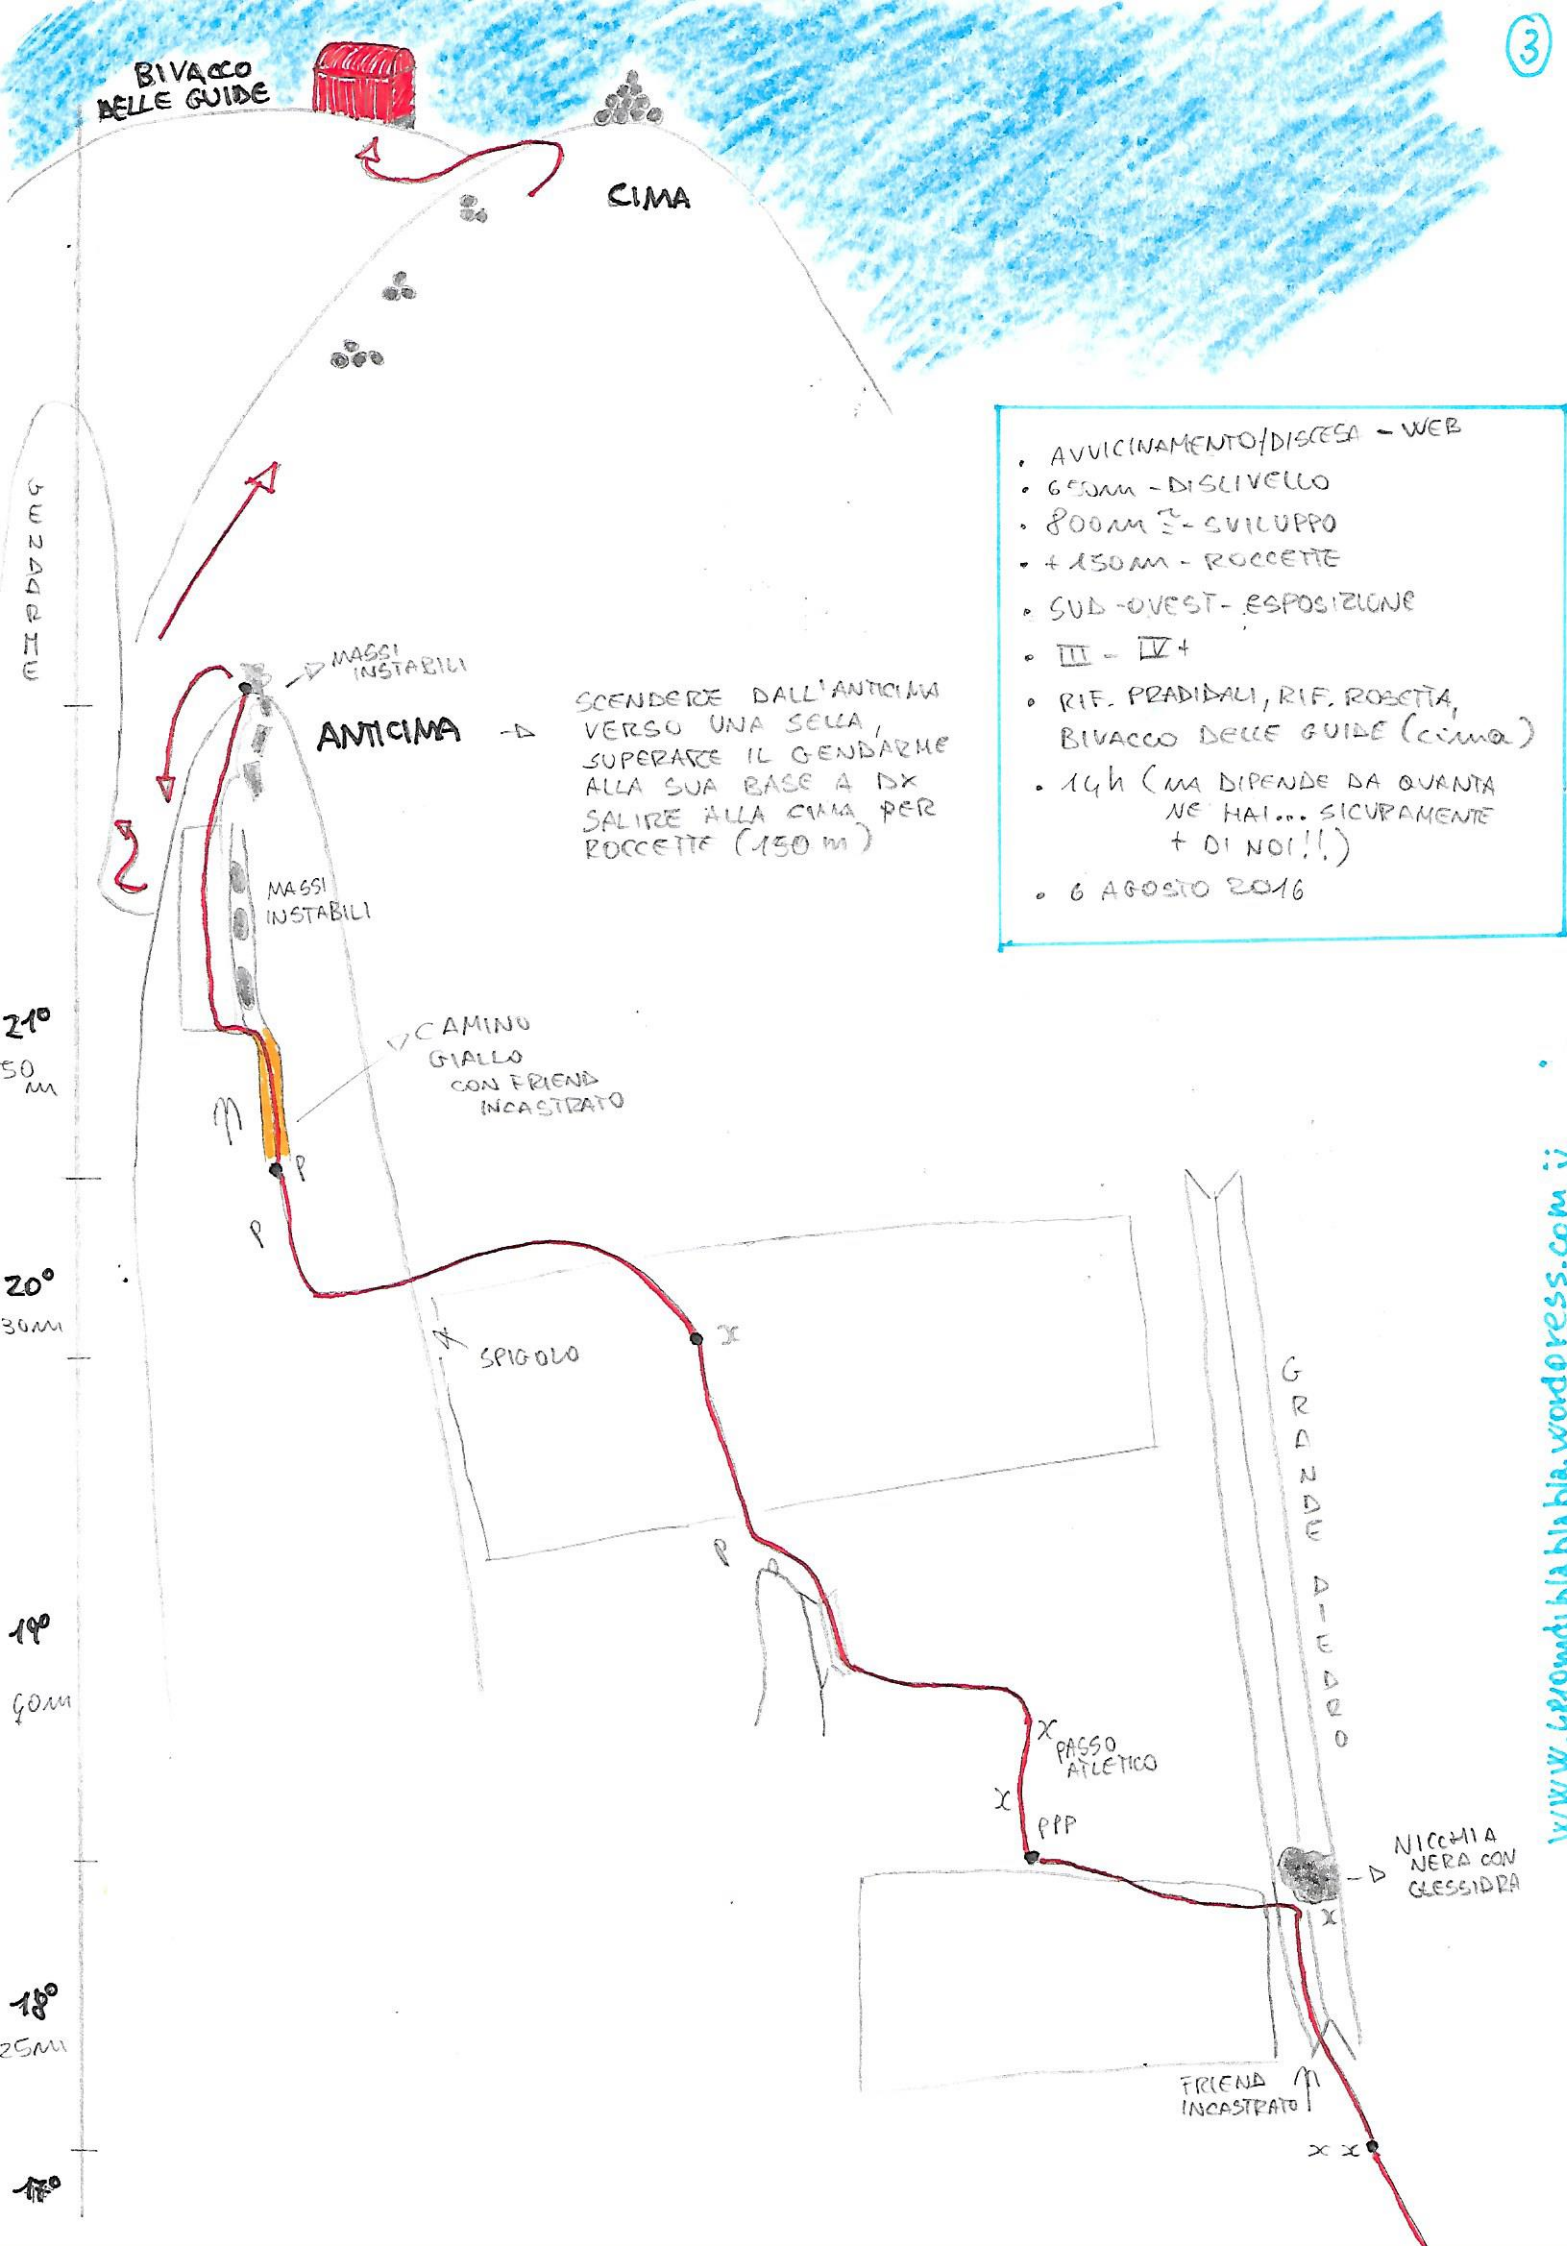 3
BIVACCO
DELLE GUIDE
CIMA
GENDARME
AVVICINAMENTO/DISCESA - WEB
650m - DISLIVELLO
800m ≅ - SVILUPPO
+ 150m - ROCCETTE
SUD-OVEST - ESPOSIZIONE
III - IV+
RIF. PRADIDALI, RIF. ROSETTA,
BIVACCO DELLE GUIDE (cima)
14h (MA DIPENDE DA QUANTA
NE HAI... SICURAMENTE
+ DI NOI!!)
6 AGOSTO 2016
MASSI
INSTABILI
ANTICIMA
SCENDERE DALL'ANTICIMA
VERSO UNA SELLA,
SUPERARE IL GENDARME
ALLA SUA BASE A DX
SALIRE ALLA CIMA PER
ROCCETTE (150 m)
MASSI
INSTABILI
21°
50
m
CAMINO
GIALLO
CON FRIEND
INCASTRATO
P
P
20°
30m
X
SPIGOLO
GRANDE DIEDRO
P
19°
40m
X
PASSO
ATLETICO
X
PPP
NICCHIA
NERA CON
CLESSIDRA
X
18°
25m
FRIEND
INCASTRATO
X X
17°